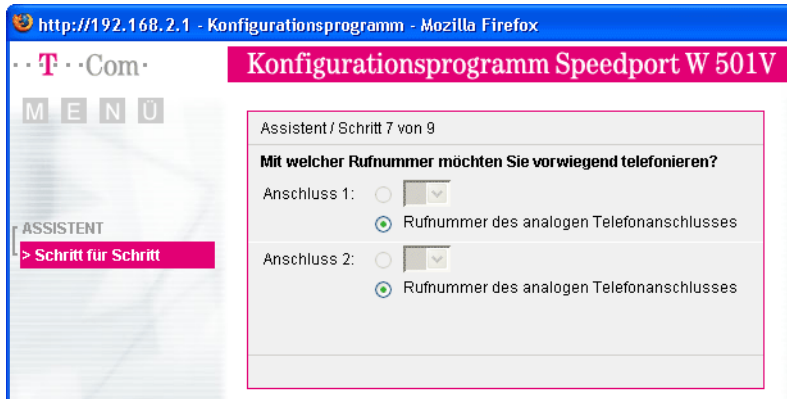 http://192.168.2.1 - Konfigurationsprogramm - Mozilla Firefox
··T··Com·
Konfigurationsprogramm Speedport W 501V
MENÜ
Assistent / Schritt 7 von 9
Mit welcher Rufnummer möchten Sie vorwiegend telefonieren?
Anschluss 1:
Rufnummer des analogen Telefonanschlusses
ASSISTENT
> Schritt für Schritt
Anschluss 2:
Rufnummer des analogen Telefonanschlusses